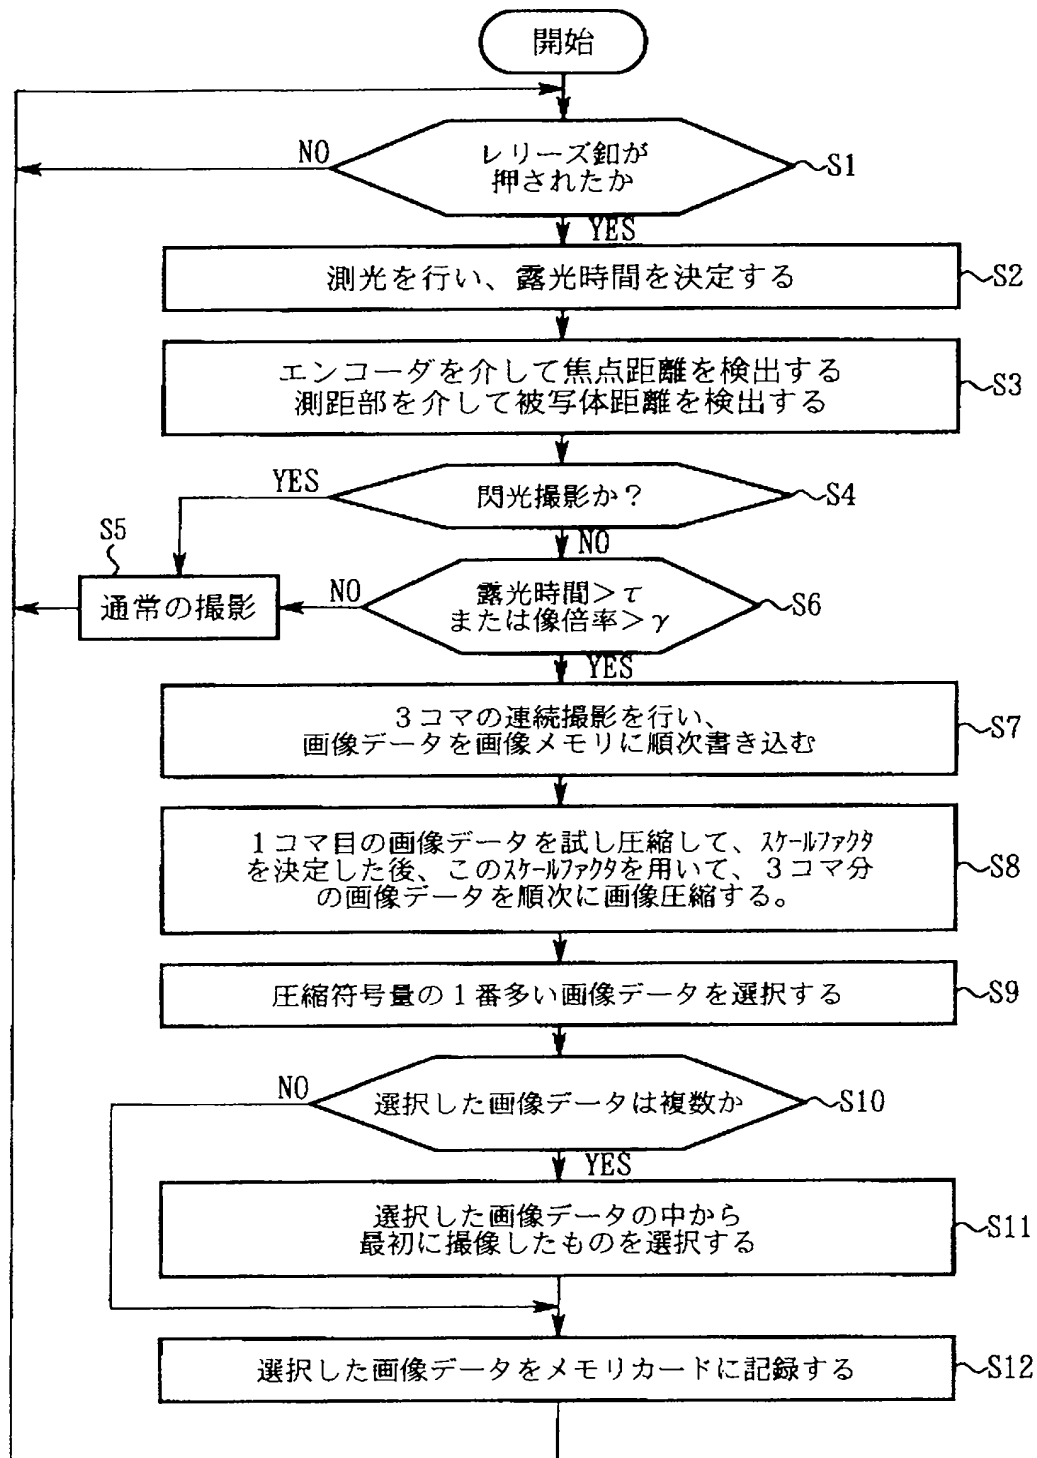 開始
NO
レリーズ釦が
押されたか
S1
YES
測光を行い、露光時間を決定する
S2
エンコーダを介して焦点距離を検出する
測距部を介して被写体距離を検出する
S3
YES
閃光撮影か？
S4
S5
NO
通常の撮影
NO
露光時間＞τ
または像倍率＞γ
S6
YES
３コマの連続撮影を行い、
画像データを画像メモリに順次書き込む
S7
１コマ目の画像データを試し圧縮して、スケールファクタ
を決定した後、このスケールファクタを用いて、３コマ分
の画像データを順次に画像圧縮する。
S8
圧縮符号量の１番多い画像データを選択する
S9
NO
選択した画像データは複数か
S10
YES
選択した画像データの中から
最初に撮像したものを選択する
S11
選択した画像データをメモリカードに記録する
S12